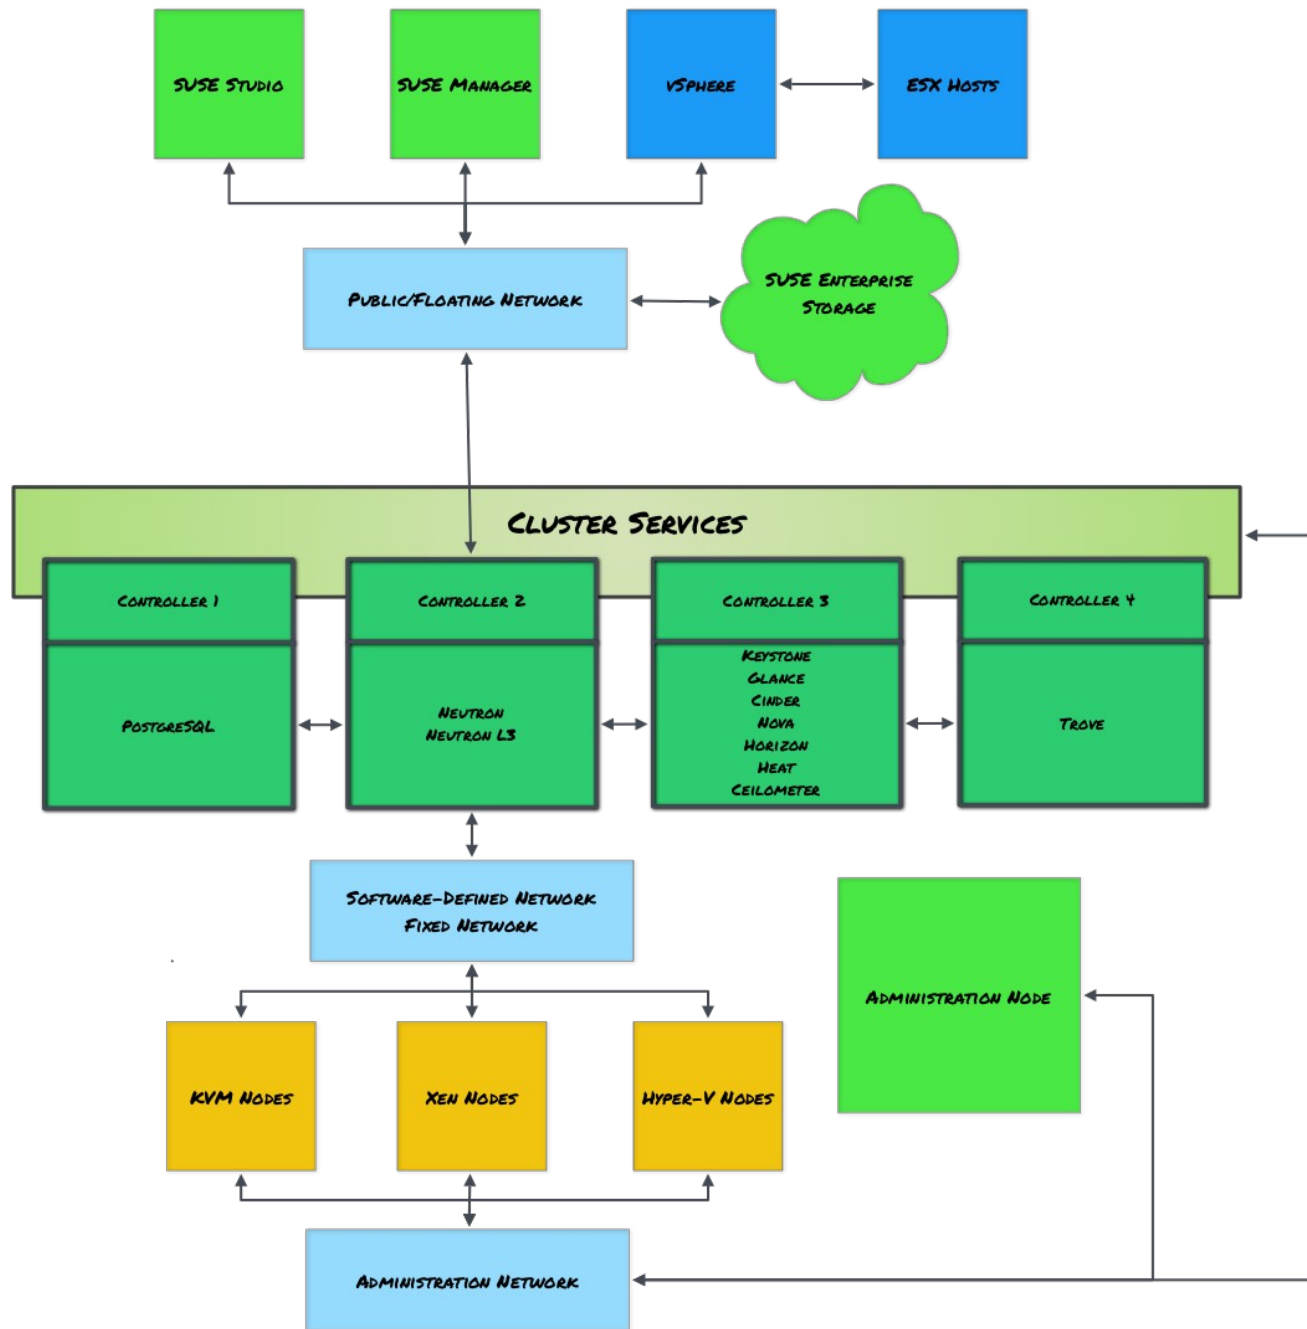 SUSE Studio
SUSE Manager
vSphere
ESX Hosts
SUSE Enterprise
Storage
Public/Floating Network
Cluster Services
Controller 1
Controller 2
Controller 3
Controller 4
PostgreSQL
Neutron
Neutron L3
Keystone
Glance
Cinder
Nova
Horizon
Heat
Ceilometer
Trove
Software-Defined Network
Fixed Network
Administration Node
KVM Nodes
Xen Nodes
Hyper-V Nodes
Administration Network